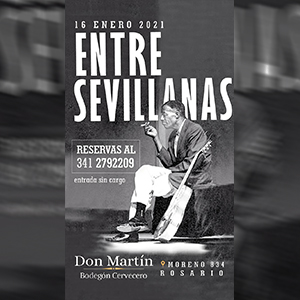 16 ENERO 2021
ENTRE
SEVILLANAS
RESERVAS AL
341 2792209
entrada sin cargo
Don Martín
Bodegón Cervecero
MORENO 834
ROSARIO